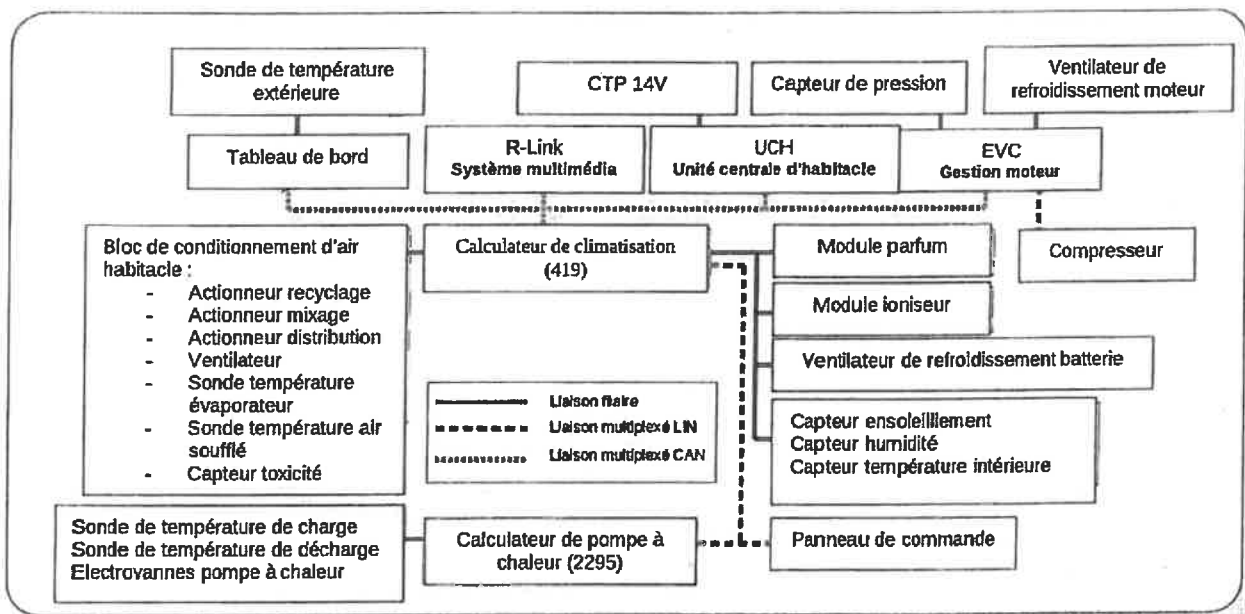 Sonde de température
extérieure
CTP 14V
Capteur de pression
Ventilateur de
refroidissement moteur
Tableau de bord
R-Link
Système multimédia
UCH
Unité centrale d'habitacle
EVC
Gestion moteur
Bloc de conditionnement d'air
habitacle :
- Actionneur recyclage
- Actionneur mixage
- Actionneur distribution
- Ventilateur
- Sonde température
évaporateur
- Sonde température air
soufflé
- Capteur toxicité
Calculateur de climatisation
(419)
Module parfum
Compresseur
Module ioniseur
Ventilateur de refroidissement batterie
Liaison filaire
Liaison multiplexé LIN
Liaison multiplexé CAN
Capteur ensoleilliement
Capteur humidité
Capteur température intérieure
Sonde de température de charge
Sonde de température de décharge
Electrovannes pompe à chaleur
Calculateur de pompe à
chaleur (2295)
Panneau de commande